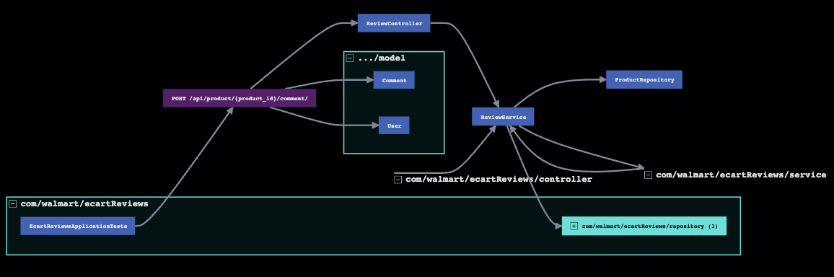 ReviewController
.../model
Comment
ProductRepository
POST /api/product/{product_id}/comment/
ReviewService
User
com/walmart/ecartReviews/service
com/walmart/ecartReviews/controller
com/walmart/ecartReviews
EcartReviewsApplicationTests
com/walmart/ecartReviews/repository (1)